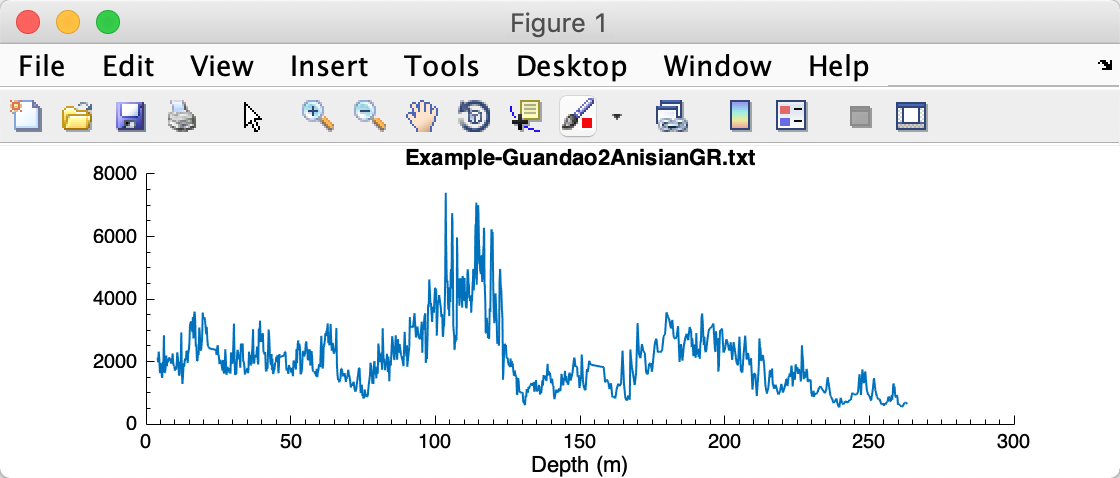 Figure 1
File Edit View Insert Tools Desktop Window Help
Example-Guandao2AnisianGR.txt
8000
6000
4000
2000
0
0 50 100 150 200 250 300
Depth (m)